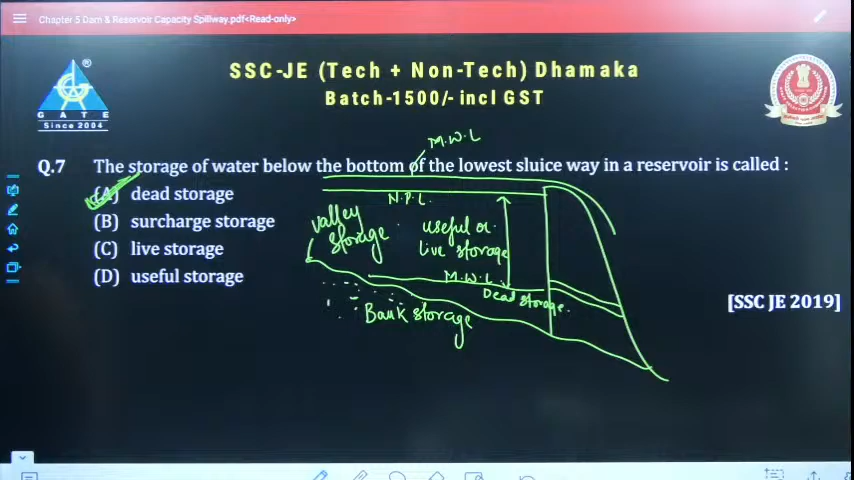 Chapter 5 Dam & Reservoir Capacity Spillway.pdf<Read-only>
SSC-JE (Tech + Non-Tech) Dhamaka
Batch-1500/- incl GST
GATE
Since 2004
M.W.L
Q.7 The storage of water below the bottom of the lowest sluice way in a reservoir is called :
(A) dead storage
(B) surcharge storage
(C) live storage
(D) useful storage
N.P.L.
valley storage
useful or live storage
M.W.L
Dead storage.
Bank storage
[SSC JE 2019]